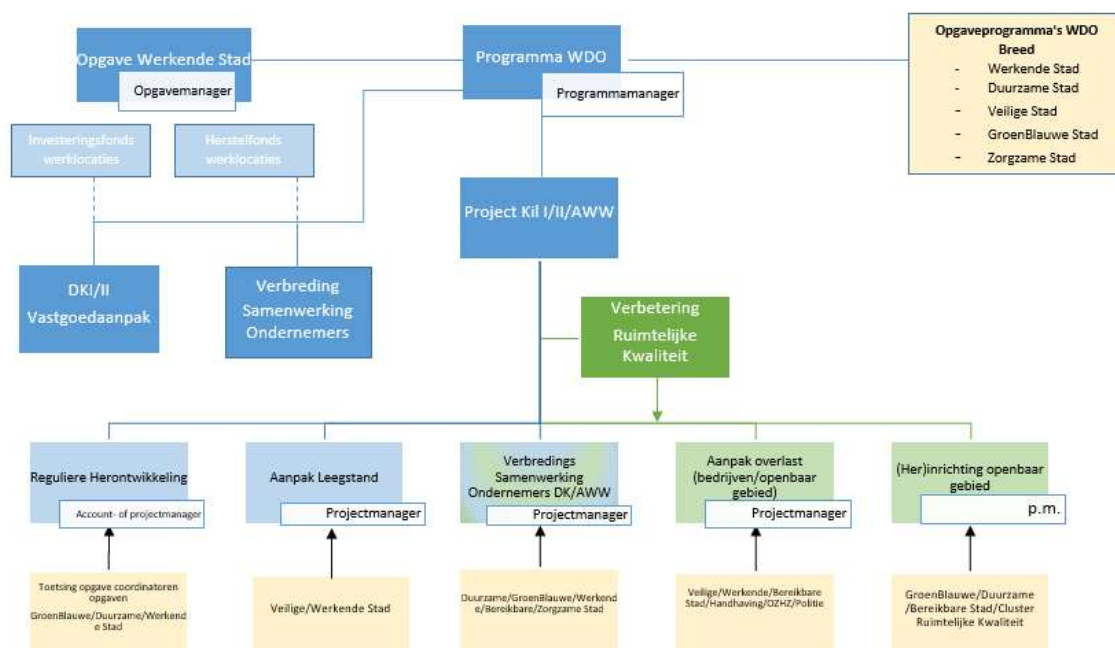 Opgave Werkende Stad
Opgavemanager
Programma WDO
Programmamanager
Opgaveprogramma's WDO
Breed
- Werkende Stad
- Duurzame Stad
- Veilige Stad
- GroenBlauwe Stad
- Zorgzame Stad
Investeringsfonds
werklocaties
Herstelfonds
werklocaties
Project Kil I/II/AWW
DKI/II
Vastgoedaanpak
Verbreding
Samenwerking
Ondernemers
Verbetering
Ruimtelijke
Kwaliteit
Reguliere Herontwikkeling
Account- of projectmanager
Aanpak Leegstand
Projectmanager
Verbredings
Samenwerking
Ondernemers DK/AWW
Projectmanager
Aanpak overlast
(bedrijven/openbaar
gebied)
Projectmanager
(Her)inrichting openbaar
gebied
p.m.
Toetsing opgave coordinatoren
opgaven
GroenBlauwe/Duurzame/Werkend
e Stad
Veilige/Werkende Stad
Duurzame/GroenBlauwe/Werkend
e/Bereikbare/Zorgzame Stad
Veilige/Werkende/Bereikbare
Stad/Handhaving/OZHZ/Politie
GroenBlauwe/Duurzame
/Bereikbare Stad/Cluster
Ruimtelijke Kwaliteit